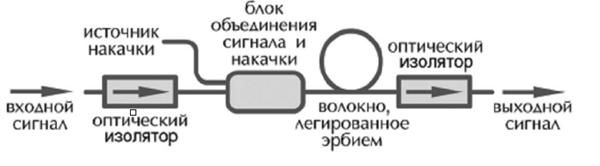 источник
накачки
блок
объединения
сигнала и
накачки
оптический
изолятор
входной
сигнал
оптический
изолятор
волокно,
легированное
эрбием
выходной
сигнал